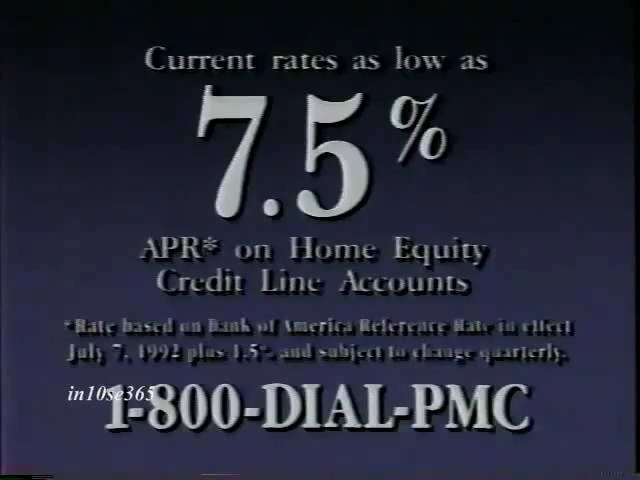 Current rates as low as
7.5%
APR* on Home Equity
Credit Line Accounts
*Rate based on Bank of America Reference Rate in effect
July 7, 1992 plus 1.5%, and subject to change quarterly.
in10se365
1-800-DIAL-PMC